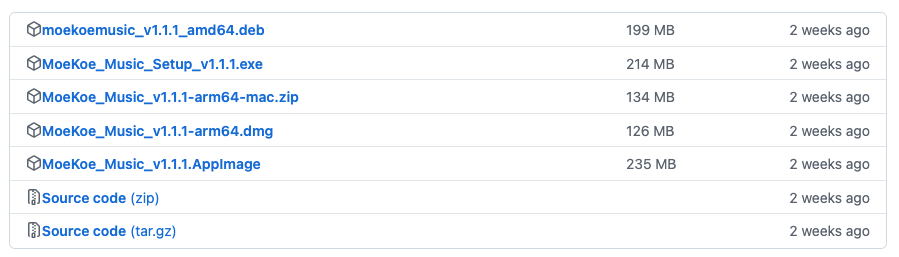 moekoemusic_v1.1.1_amd64.deb 199 MB 2 weeks ago
MoeKoe_Music_Setup_v1.1.1.exe 214 MB 2 weeks ago
MoeKoe_Music_v1.1.1-arm64-mac.zip 134 MB 2 weeks ago
MoeKoe_Music_v1.1.1-arm64.dmg 126 MB 2 weeks ago
MoeKoe_Music_v1.1.1.AppImage 235 MB 2 weeks ago
Source code (zip) 2 weeks ago
Source code (tar.gz) 2 weeks ago